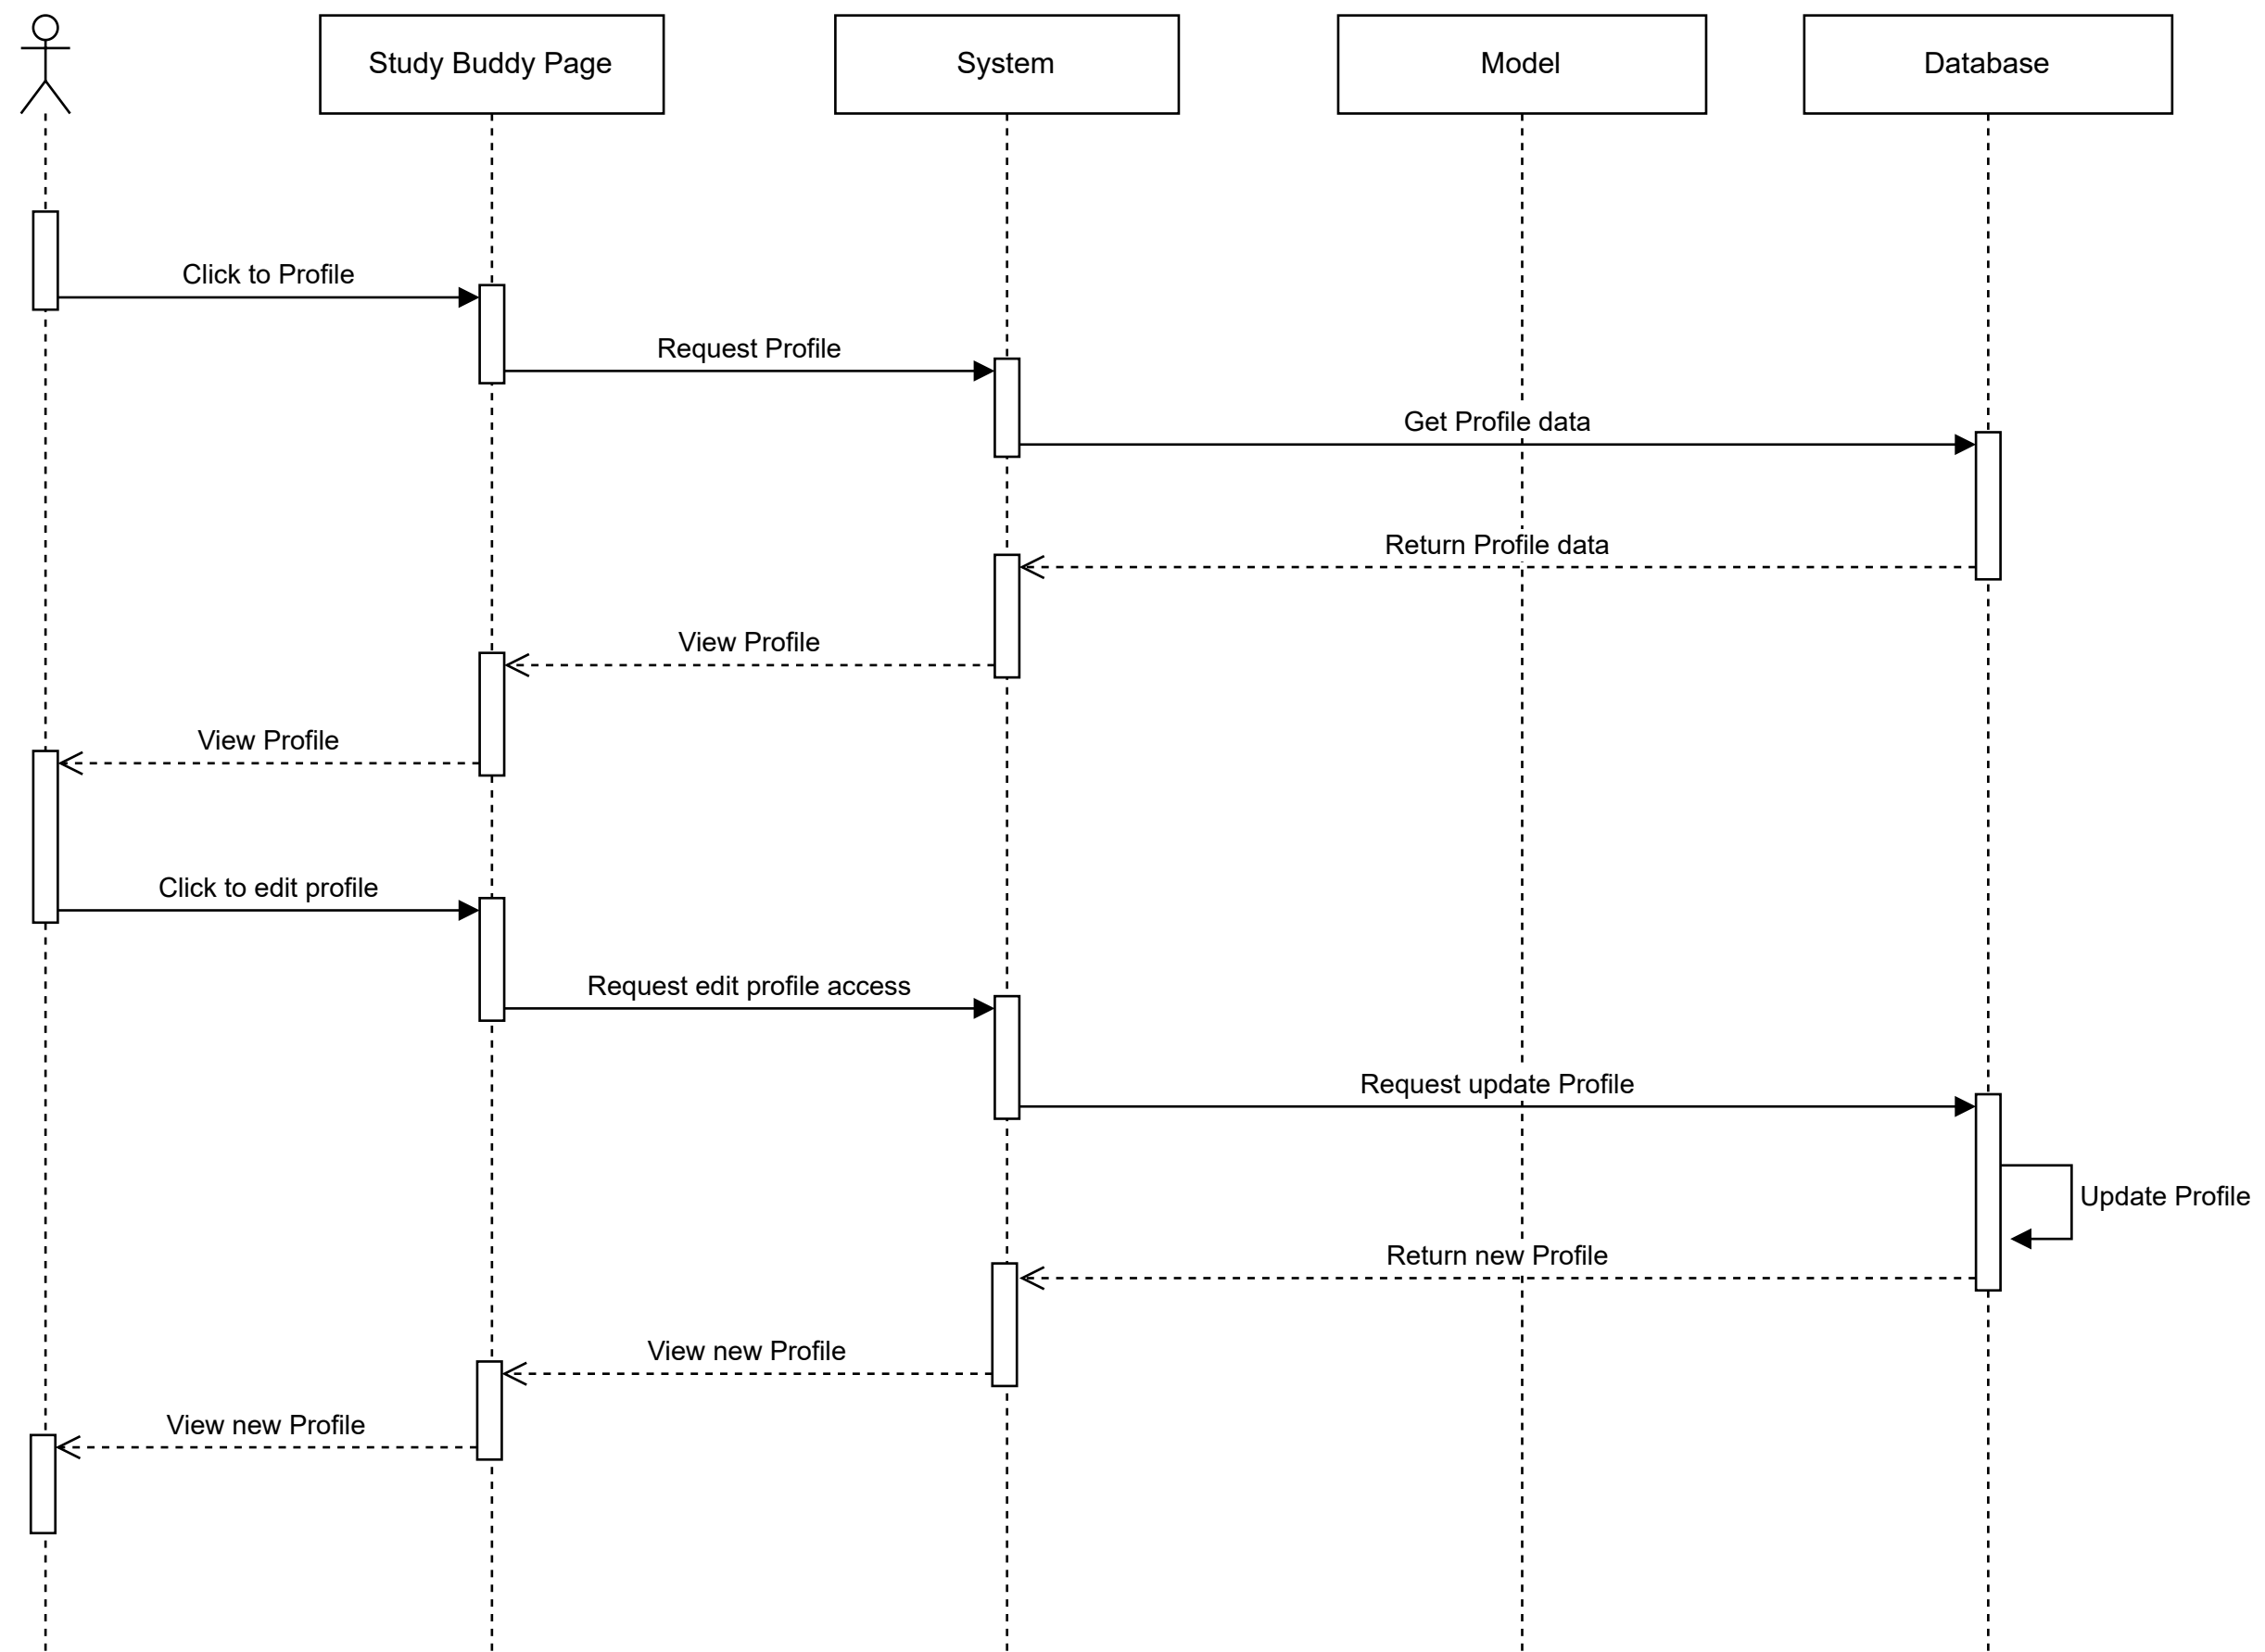 Study Buddy Page
System
Model
Database
Click to Profile
Request Profile
Get Profile data
Return Profile data
View Profile
View Profile
Click to edit profile
Request edit profile access
Request update Profile
Update Profile
Return new Profile
View new Profile
View new Profile